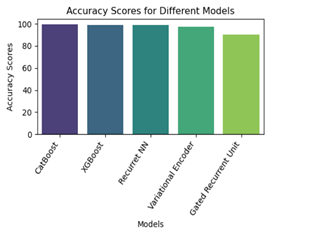 Accuracy Scores for Different Models
100
80
60
40
20
0
Accuracy Scores
CatBoost
XGBoost
Recurret NN
Variational Encoder
Gated Recurrent Unit
Models